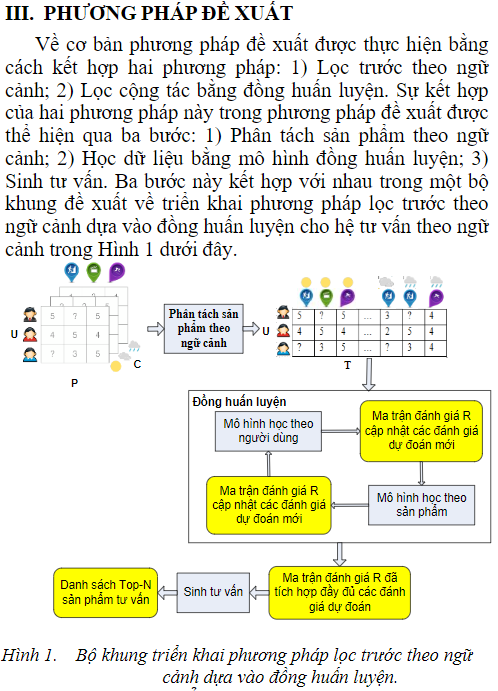 III. PHƯƠNG PHÁP ĐỀ XUẤT
Về cơ bản phương pháp đề xuất được thực hiện bằng
cách kết hợp hai phương pháp: 1) Lọc trước theo ngữ
cảnh; 2) Lọc cộng tác bằng đồng huấn luyện. Sự kết hợp
của hai phương pháp này trong phương pháp đề xuất được
thể hiện qua ba bước: 1) Phân tách sản phẩm theo ngữ
cảnh; 2) Học dữ liệu bằng mô hình đồng huấn luyện; 3)
Sinh tư vấn. Ba bước này kết hợp với nhau trong một bộ
khung đề xuất về triển khai phương pháp lọc trước theo
ngữ cảnh dựa vào đồng huấn luyện cho hệ tư vấn theo ngữ
cảnh trong Hình 1 dưới đây.
U
5 ? 5
4 5 5
? 3 5
C
P
Phân tách sản
phẩm theo
ngữ cảnh
U
5 ? 5 ... 3 ? 4
4 5 4 ... 2 5 4
? 3 5 ... ? 3 4
T
Đồng huấn luyện
Mô hình học theo
người dùng
Ma trận đánh giá R
cập nhật các đánh giá
dự đoán mới
Ma trận đánh giá R
cập nhật các đánh giá
dự đoán mới
Mô hình học theo
sản phẩm
Danh sách Top-N
sản phẩm tư vấn
Sinh tư vấn
Ma trận đánh giá R đã
tích hợp đầy đủ các đánh
giá dự đoán
Hình 1. Bộ khung triển khai phương pháp lọc trước theo ngữ
cảnh dựa vào đồng huấn luyện.